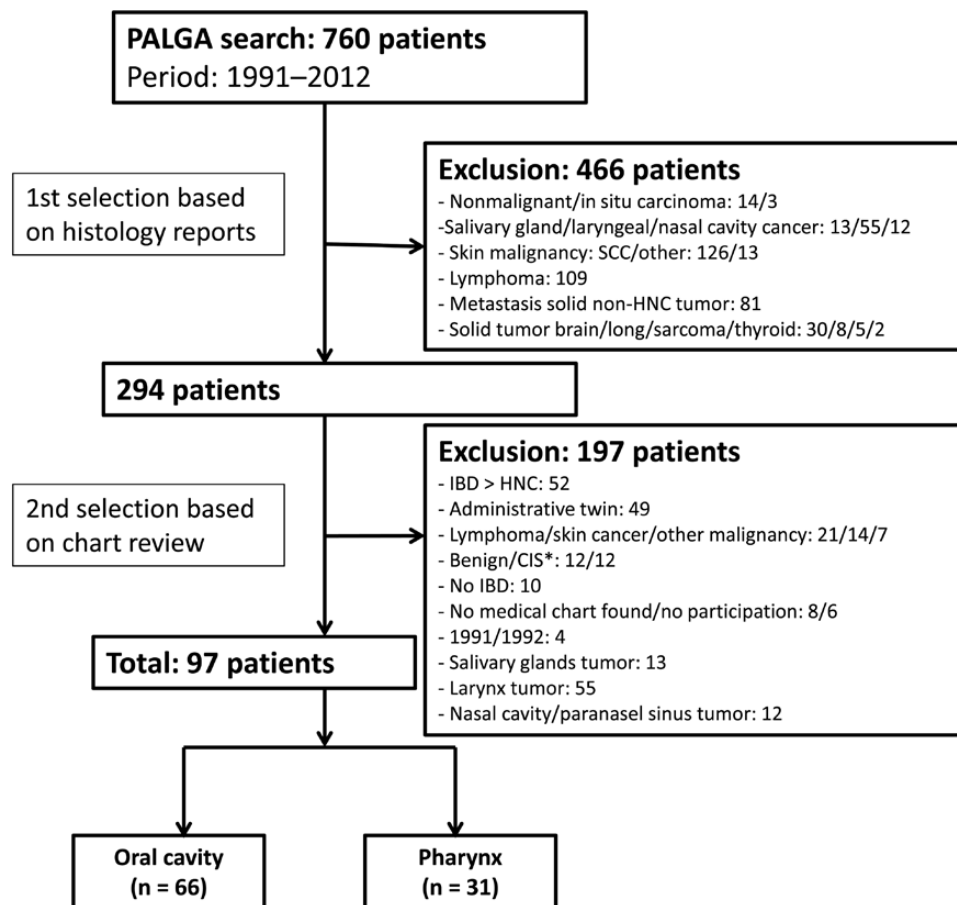 PALGA search: 760 patients
Period: 1991–2012
1st selection based
on histology reports
Exclusion: 466 patients
- Nonmalignant/in situ carcinoma: 14/3
-Salivary gland/laryngeal/nasal cavity cancer: 13/55/12
- Skin malignancy: SCC/other: 126/13
- Lymphoma: 109
- Metastasis solid non-HNC tumor: 81
- Solid tumor brain/long/sarcoma/thyroid: 30/8/5/2
294 patients
2nd selection based
on chart review
Exclusion: 197 patients
- IBD > HNC: 52
- Administrative twin: 49
- Lymphoma/skin cancer/other malignancy: 21/14/7
- Benign/CIS*: 12/12
- No IBD: 10
- No medical chart found/no participation: 8/6
- 1991/1992: 4
- Salivary glands tumor: 13
- Larynx tumor: 55
- Nasal cavity/paranasel sinus tumor: 12
Total: 97 patients
Oral cavity
(n = 66)
Pharynx
(n = 31)